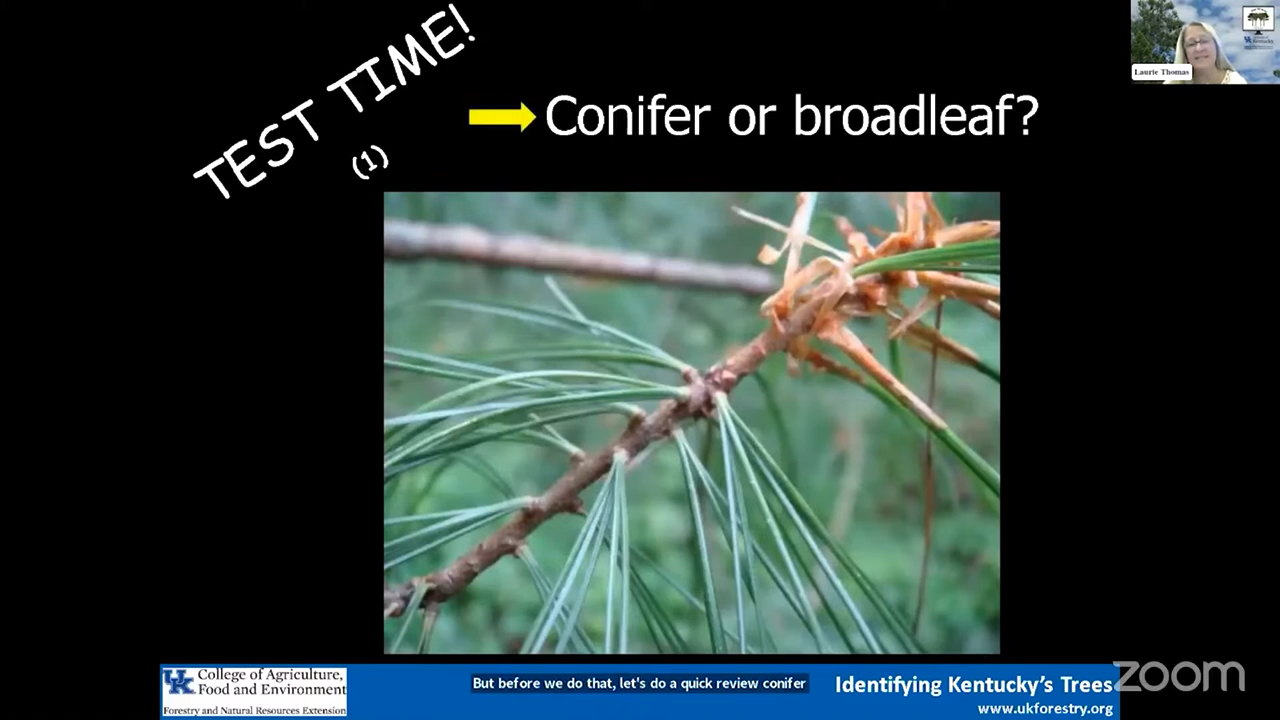 TEST TIME!
(1)
Conifer or broadleaf?
Laurie Thomas
UK College of Agriculture,
Food and Environment
Forestry and Natural Resources Extension
But before we do that, let's do a quick review conifer
Identifying Kentucky's Trees
www.ukforestry.org
zoom